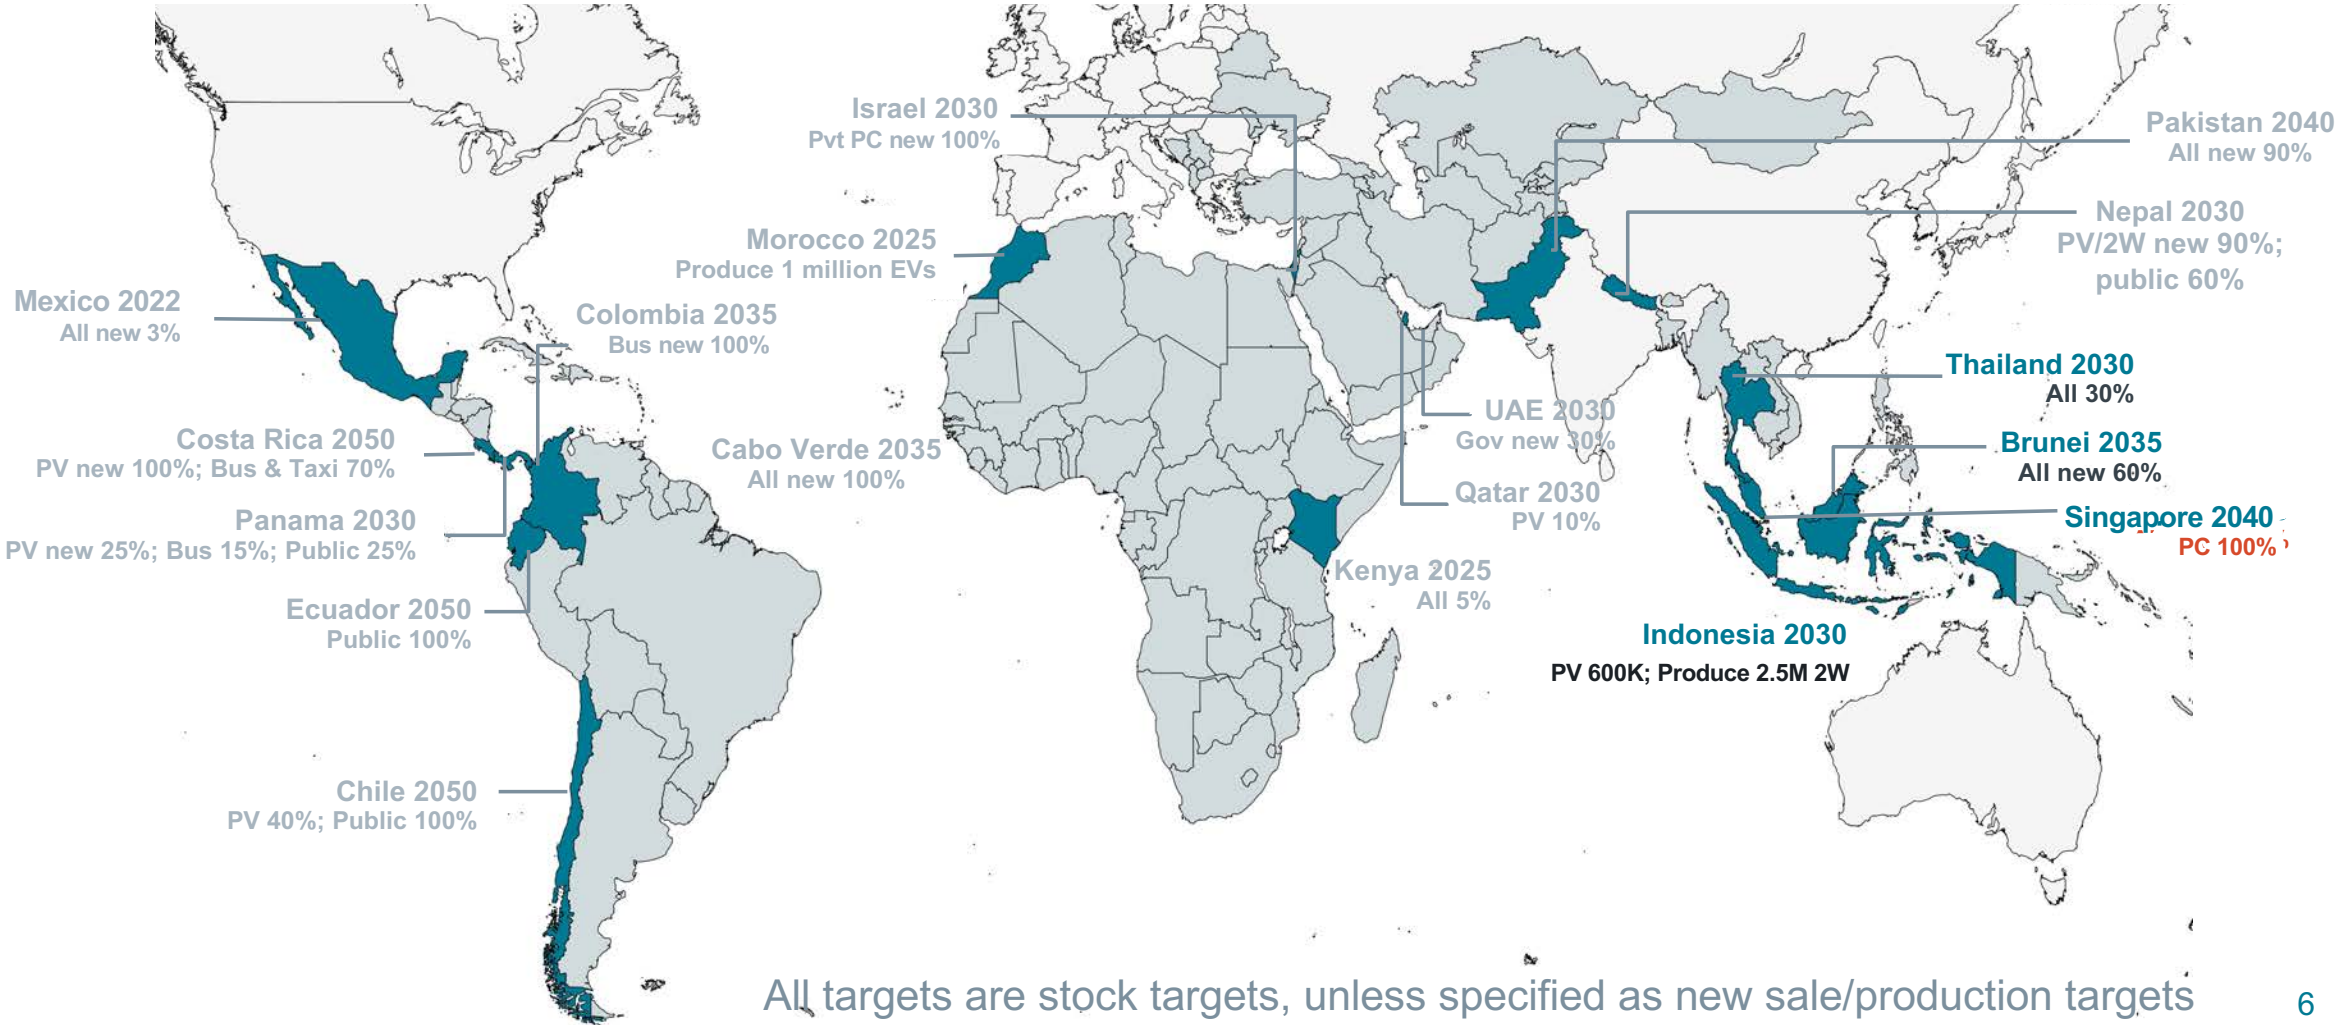 Israel 2030
Pvt PC new 100%
Pakistan 2040
All new 90%
Nepal 2030
PV/2W new 90%;
public 60%
Morocco 2025
Produce 1 million EVs
Mexico 2022
All new 3%
Colombia 2035
Bus new 100%
Thailand 2030
All 30%
UAE 2030
Gov new 30%
Costa Rica 2050
PV new 100%; Bus & Taxi 70%
Cabo Verde 2035
All new 100%
Brunei 2035
All new 60%
Qatar 2030
PV 10%
Singapore 2040
PC 100%
Panama 2030
PV new 25%; Bus 15%; Public 25%
Kenya 2025
All 5%
Ecuador 2050
Public 100%
Indonesia 2030
PV 600K; Produce 2.5M 2W
Chile 2050
PV 40%; Public 100%
All targets are stock targets, unless specified as new sale/production targets
6